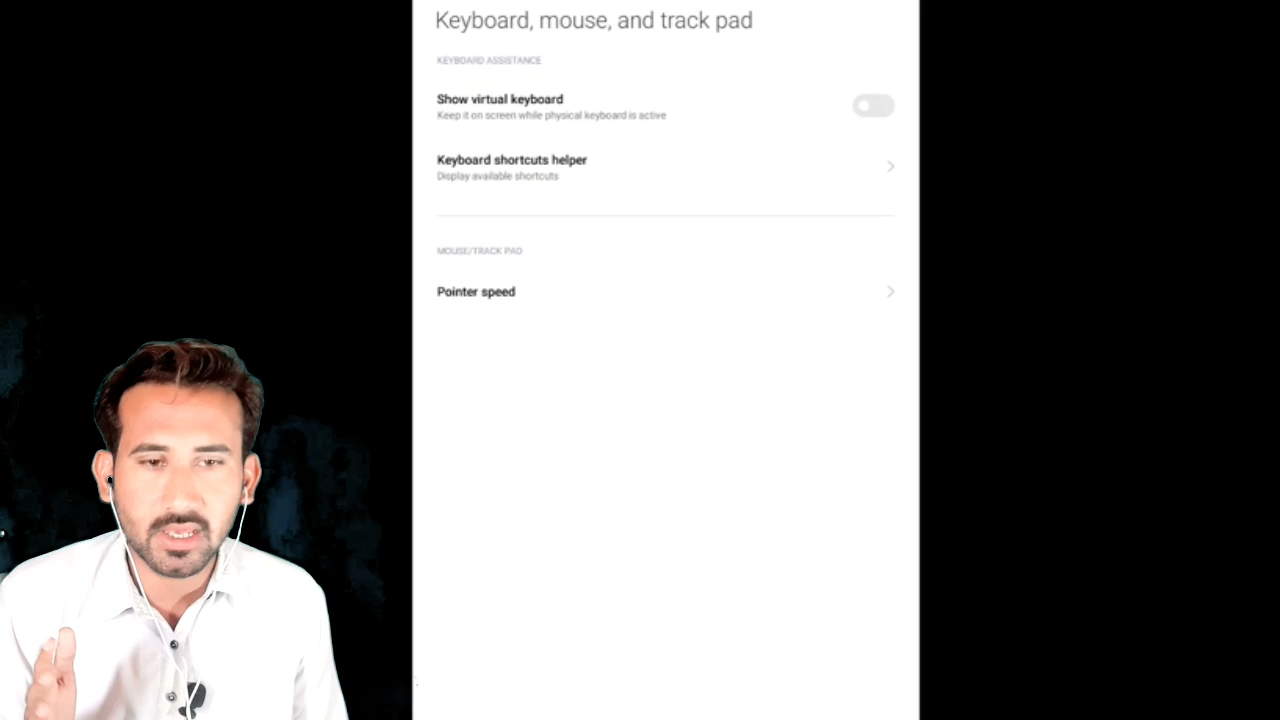 Keyboard, mouse, and track pad
KEYBOARD ASSISTANCE
Show virtual keyboard
Keep it on screen while physical keyboard is active
Keyboard shortcuts helper
Display available shortcuts
MOUSE/TRACK PAD
Pointer speed